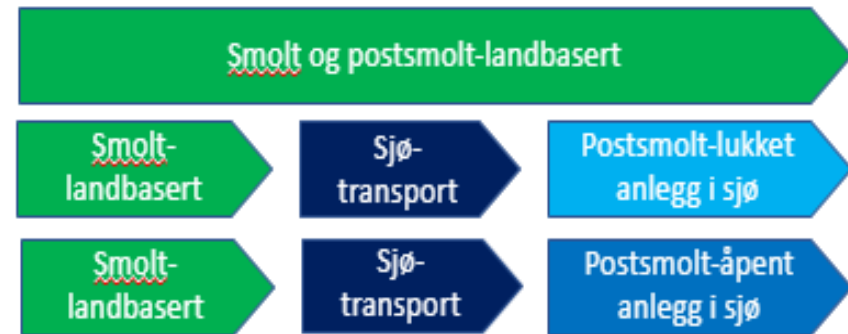 Smolt og postsmolt-landbasert
Smolt-
landbasert
Sjø-
transport
Postsmolt-lukket
anlegg i sjø
Smolt-
landbasert
Sjø-
transport
Postsmolt-åpent
anlegg i sjø